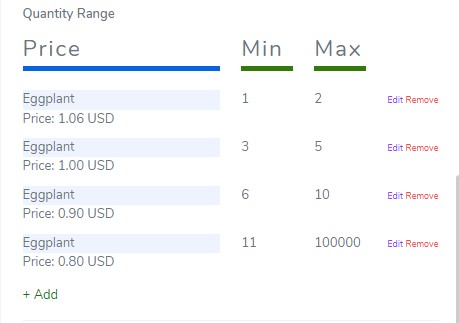 Quantity Range
Price Min Max
Eggplant 1 2 Edit Remove
Price: 1.06 USD
Eggplant 3 5 Edit Remove
Price: 1.00 USD
Eggplant 6 10 Edit Remove
Price: 0.90 USD
Eggplant 11 100000 Edit Remove
Price: 0.80 USD
+ Add